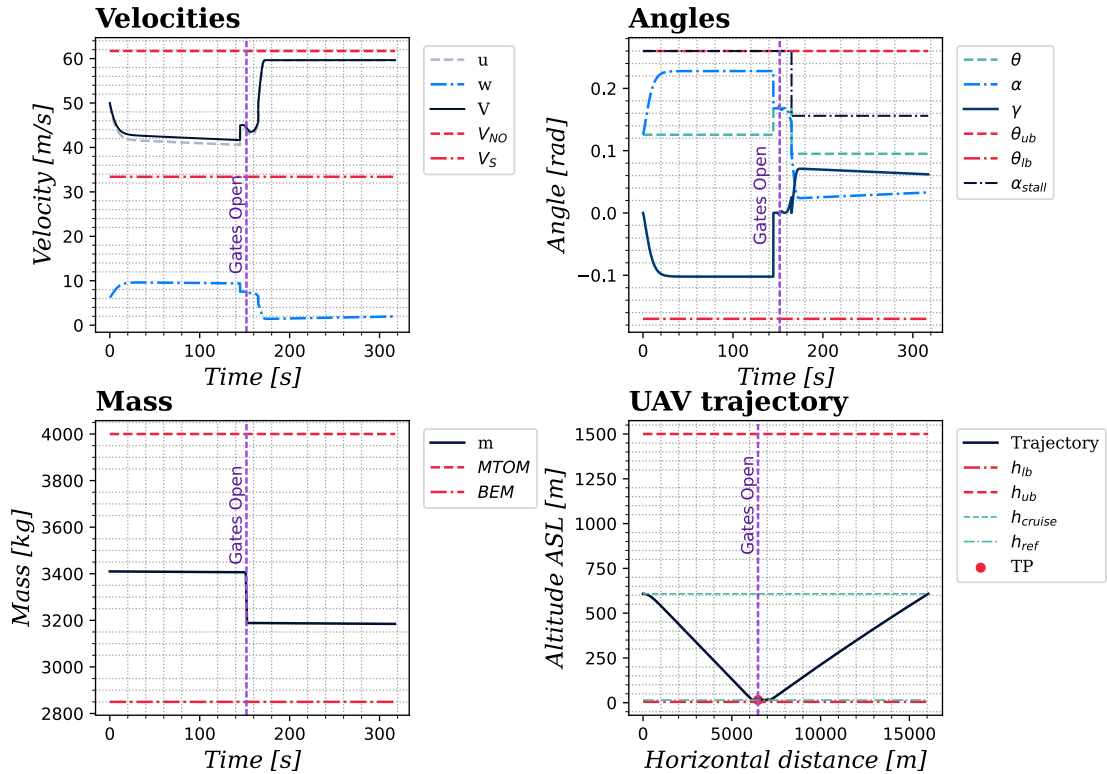 Velocities
60
50
40
30
20
10
0
Velocity [m/s]
Gates Open
0
100
200
300
Time [s]
u
w
V
V_NO
V_S
Angles
0.2
0.1
0.0
−0.1
Angle [rad]
Gates Open
0
100
200
300
Time [s]
θ
α
γ
θ_ub
θ_lb
α_stall
Mass
4000
3800
3600
3400
3200
3000
2800
Mass [kg]
Gates Open
0
100
200
300
Time [s]
m
MTOM
BEM
UAV trajectory
1500
1250
1000
750
500
250
0
Altitude ASL [m]
Gates Open
0
5000
10000
15000
Horizontal distance [m]
Trajectory
h_lb
h_ub
h_cruise
h_ref
TP